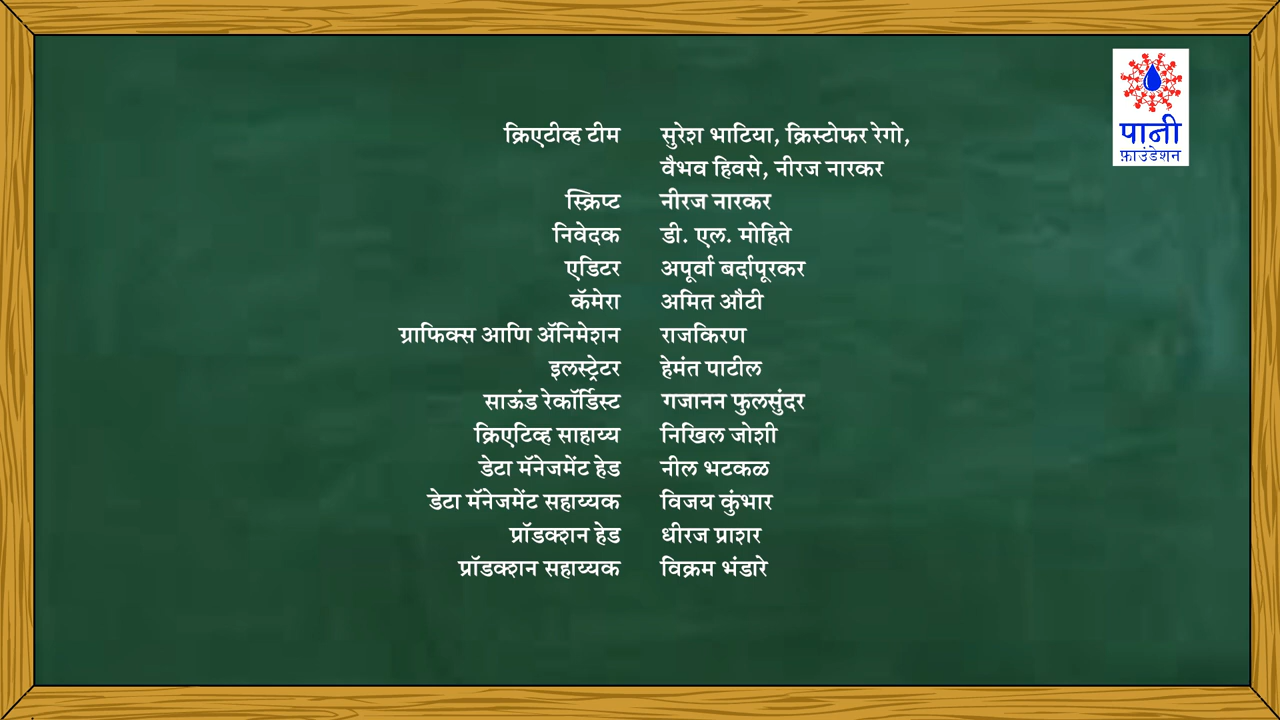 पानी
फ़ाउंडेशन
क्रिएटीव्ह टीम सुरेश भाटिया, क्रिस्टोफर रेगो,
वैभव हिवसे, नीरज नारकर
स्क्रिप्ट नीरज नारकर
निवेदक डी. एल. मोहिते
एडिटर अपूर्वा बर्दापूरकर
कॅमेरा अमित औटी
ग्राफिक्स आणि ॲनिमेशन राजकिरण
इलस्ट्रेटर हेमंत पाटील
साऊंड रेकॉर्डिस्ट गजानन फुलसुंदर
क्रिएटिव्ह साहाय्य निखिल जोशी
डेटा मॅनेजमेंट हेड नील भटकळ
डेटा मॅनेजमेंट सहाय्यक विजय कुंभार
प्रॉडक्शन हेड धीरज प्राशर
प्रॉडक्शन सहाय्यक विक्रम भंडारे